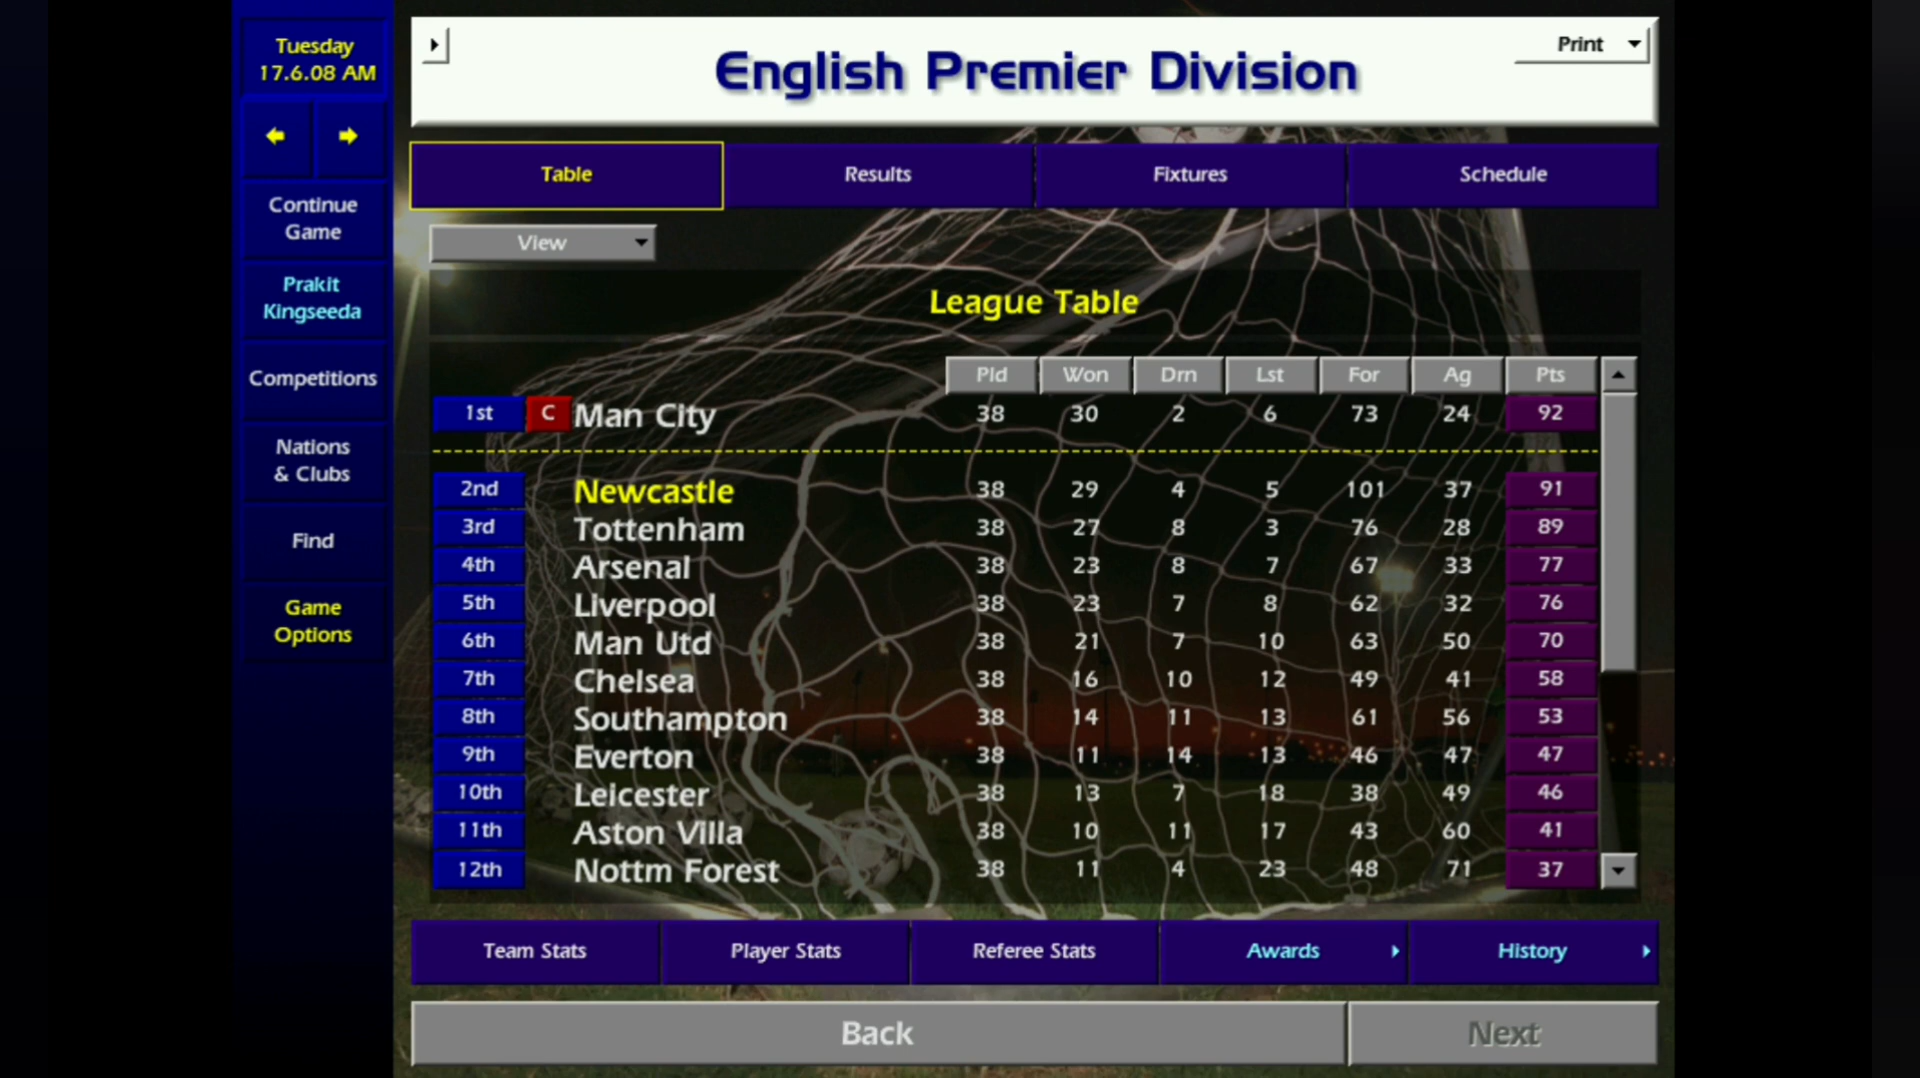 Tuesday
17.6.08 AM
Continue
Game
Prakit
Kingseeda
Competitions
Nations
& Clubs
Find
Game
Options
English Premier Division
Print
Table Results Fixtures Schedule
View
League Table
Pld Won Drn Lst For Ag Pts
1st C Man City 38 30 2 6 73 24 92
2nd Newcastle 38 29 4 5 101 37 91
3rd Tottenham 38 27 8 3 76 28 89
4th Arsenal 38 23 8 7 67 33 77
5th Liverpool 38 23 7 8 62 32 76
6th Man Utd 38 21 7 10 63 50 70
7th Chelsea 38 16 10 12 49 41 58
8th Southampton 38 14 11 13 61 56 53
9th Everton 38 11 14 13 46 47 47
10th Leicester 38 13 7 18 38 49 46
11th Aston Villa 38 10 11 17 43 60 41
12th Nottm Forest 38 11 4 23 48 71 37
Team Stats Player Stats Referee Stats Awards History
Back Next